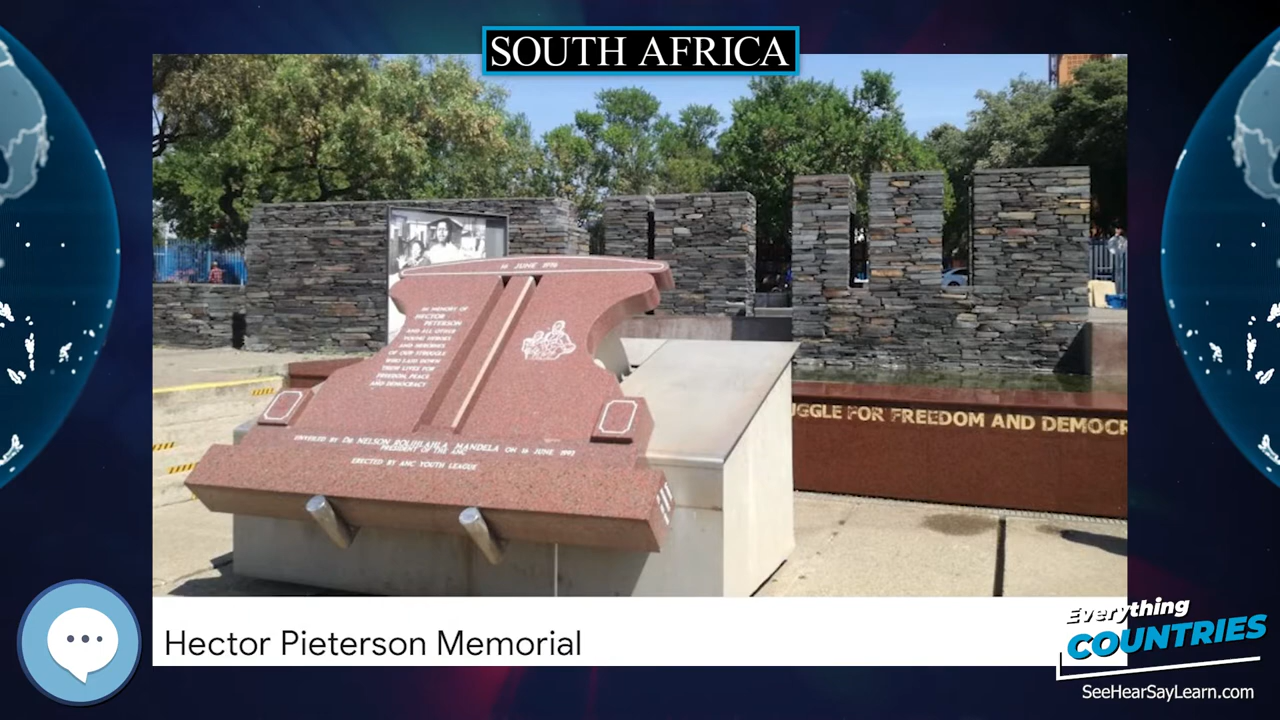 SOUTH AFRICA
16 JUNE 1976
IN MEMORY OF
HECTOR
PETERSON
AND ALL OTHER
YOUNG HEROES
AND HEROINES
OF OUR STRUGGLE
WHO LAID DOWN
THEIR LIVES FOR
FREEDOM, PEACE
AND DEMOCRACY
UNVEILED BY DR NELSON ROLIHLAHLA MANDELA ON 16 JUNE 1992
PRESIDENT OF THE ANC
ERECTED BY ANC YOUTH LEAGUE
UGGLE FOR FREEDOM AND DEMOCR
Hector Pieterson Memorial
Everything
COUNTRIES
SeeHearSayLearn.com